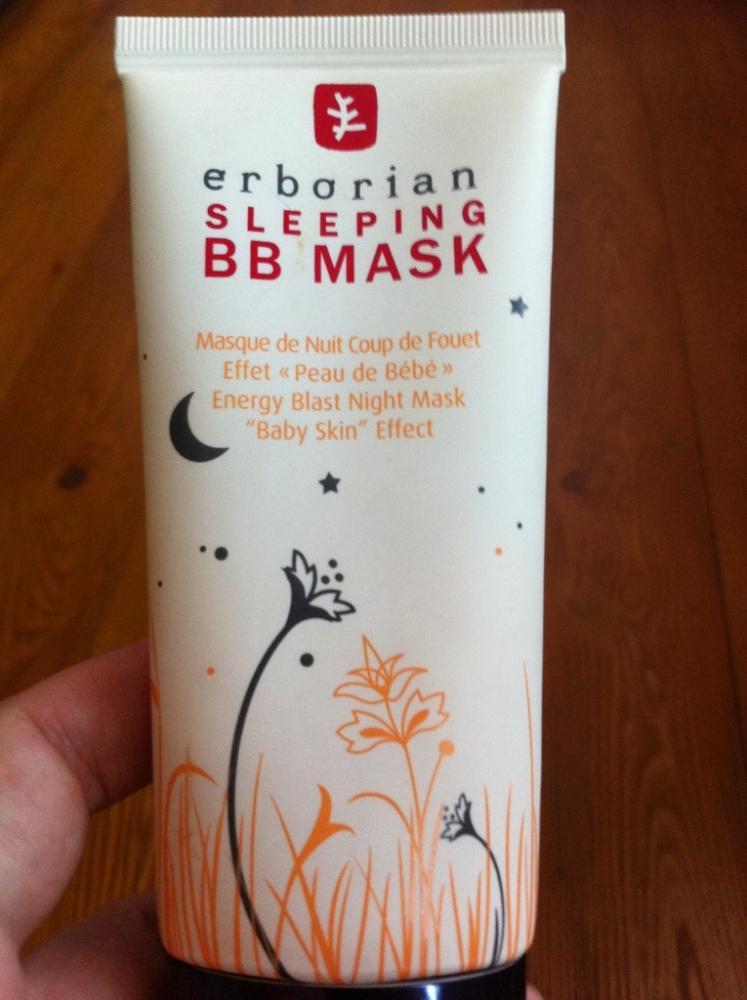 erborian
SLEEPING
BB MASK
Masque de Nuit Coup de Fouet
Effet « Peau de Bébé »
Energy Blast Night Mask
"Baby Skin" Effect